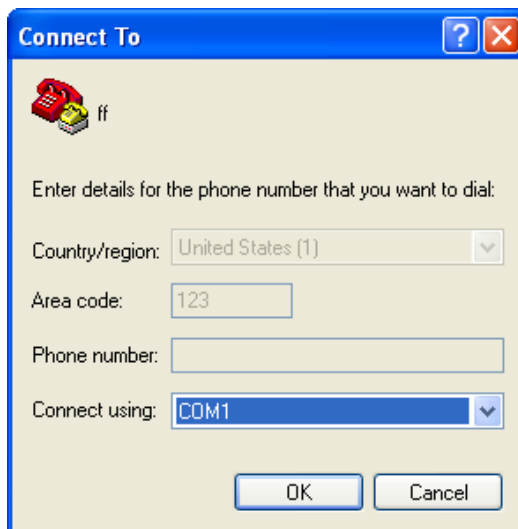 Connect To
ff
Enter details for the phone number that you want to dial:
Country/region: United States (1)
Area code: 123
Phone number:
Connect using: COM1
OK Cancel